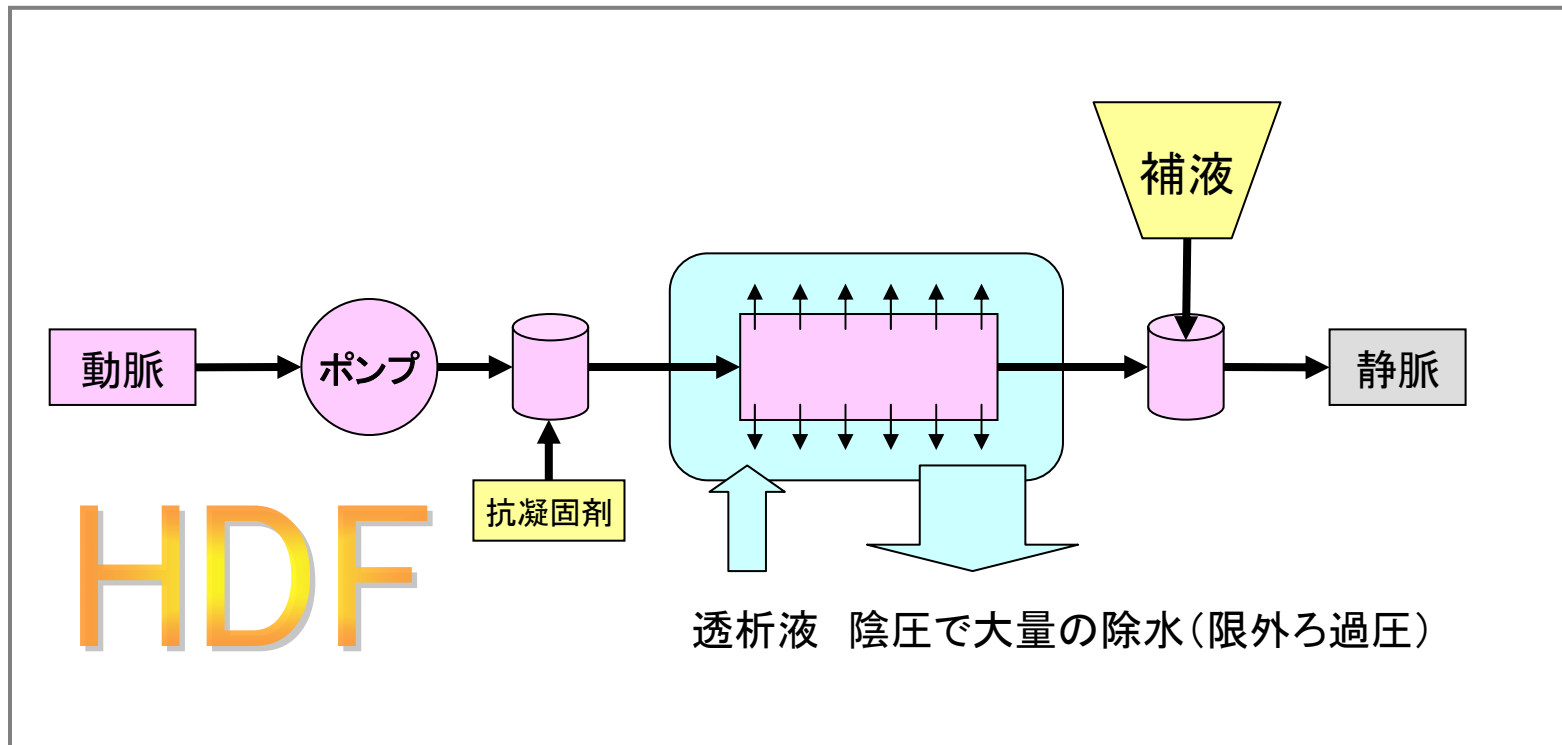 補液
動脈
ポンプ
静脈
抗凝固剤
HDF
透析液　陰圧で大量の除水(限外ろ過圧)